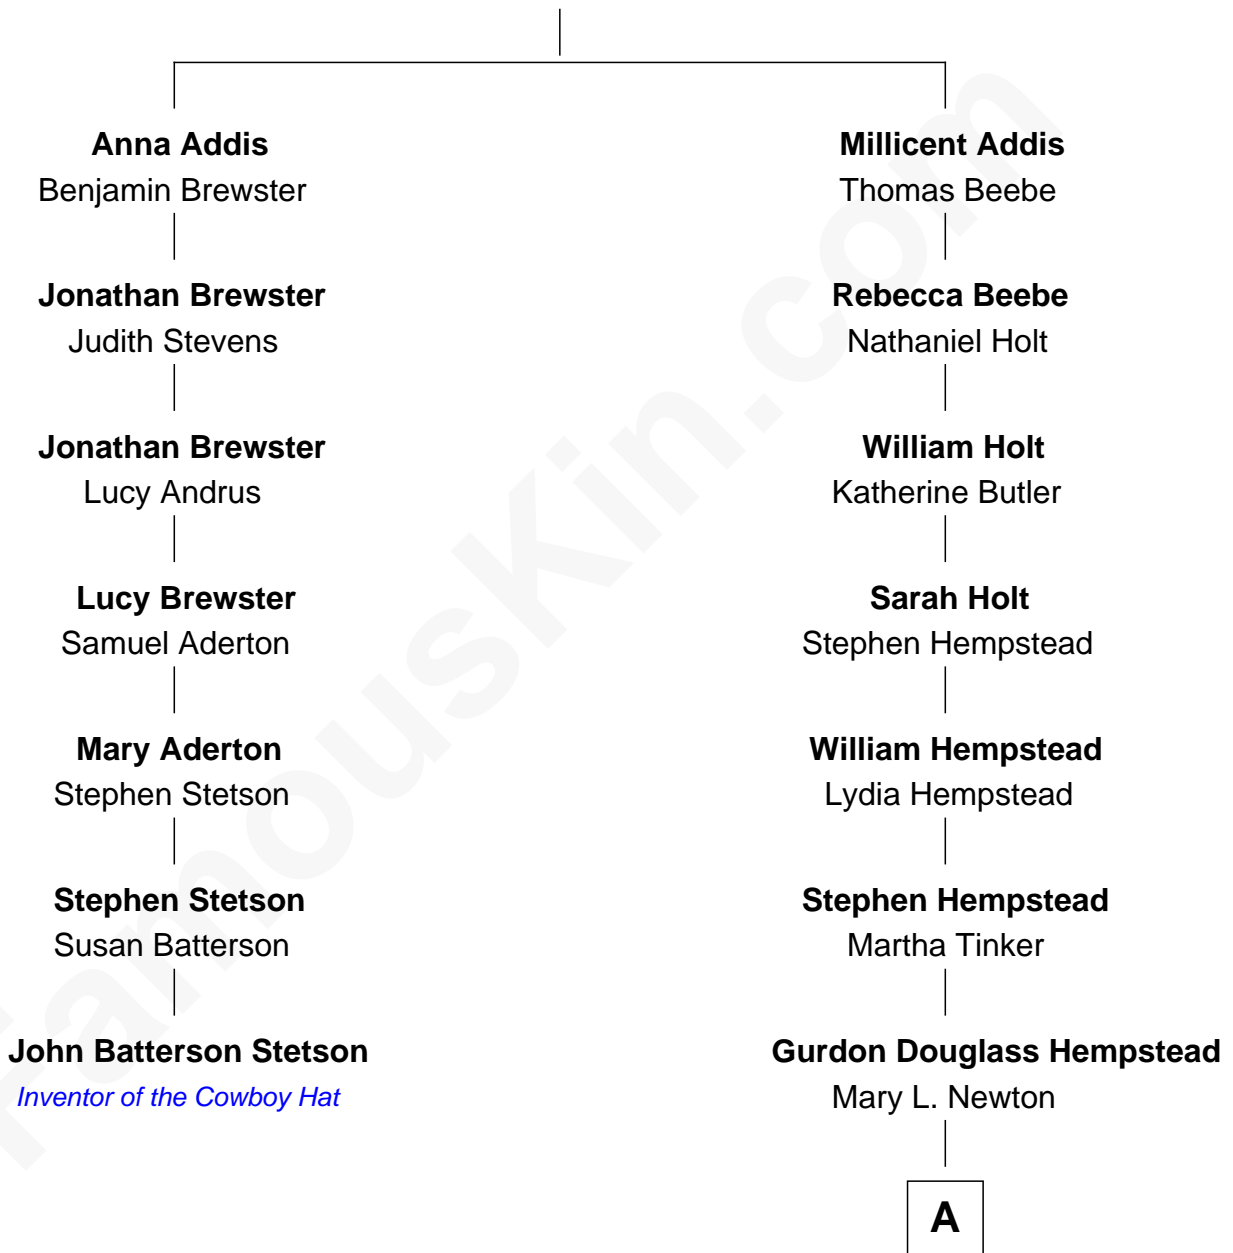 Anna Addis
Benjamin Brewster
Millicent Addis
Thomas Beebe
Jonathan Brewster
Judith Stevens
Rebecca Beebe
Nathaniel Holt
Jonathan Brewster
Lucy Andrus
William Holt
Katherine Butler
Lucy Brewster
Samuel Aderton
Sarah Holt
Stephen Hempstead
Mary Aderton
Stephen Stetson
William Hempstead
Lydia Hempstead
Stephen Stetson
Susan Batterson
Stephen Hempstead
Martha Tinker
John Batterson Stetson
Inventor of the Cowboy Hat
Gurdon Douglass Hempstead
Mary L. Newton
A
FamousKin.com